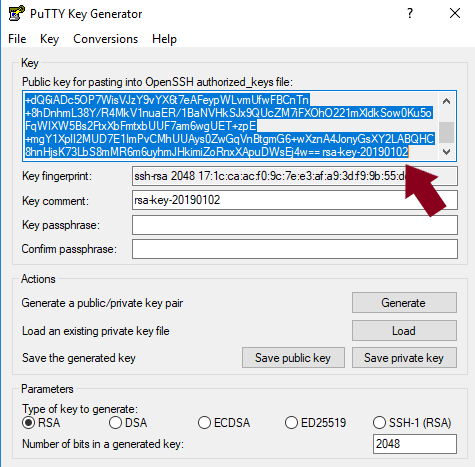 PuTTY Key Generator
File Key Conversions Help
Key
Public key for pasting into OpenSSH authorized_keys file:
+dQ6iADc5OP7WisVJzY9vYX6t7eAFeypWLvmUfwFBCnTn
+8hDnhmL38Y/R4MkV1nuaER/1BaNVHkSJx9QUcZM7iFXOhO221mXldkSow0Ku5o
FqWIXW5Bs2FtxXbFmtxbUUF7am6wgUET+zpE
+mgY1XplI2MUD7E1lmPvCMhUUAys0ZwGqVnBtgmG6+wXznA4JonyGsXY2LABQHC
8hnHjsK73LbS8mMR6m6uyhmJHkimiZoRnxXApuDWsEj4w== rsa-key-20190102
Key fingerprint: ssh-rsa 2048 17:1c:ca:ac:f0:9c:7e:e3:af:a9:3d:f9:9b:55:d
Key comment: rsa-key-20190102
Key passphrase:
Confirm passphrase:
Actions
Generate a public/private key pair Generate
Load an existing private key file Load
Save the generated key Save public key Save private key
Parameters
Type of key to generate:
RSA DSA ECDSA ED25519 SSH-1 (RSA)
Number of bits in a generated key: 2048